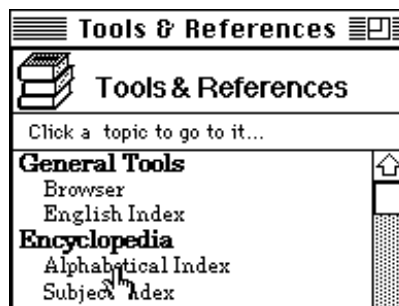 Tools & References
Tools & References
Click a topic to go to it...
General Tools
Browser
English Index
Encyclopedia
Alphabetical Index
Subject Index